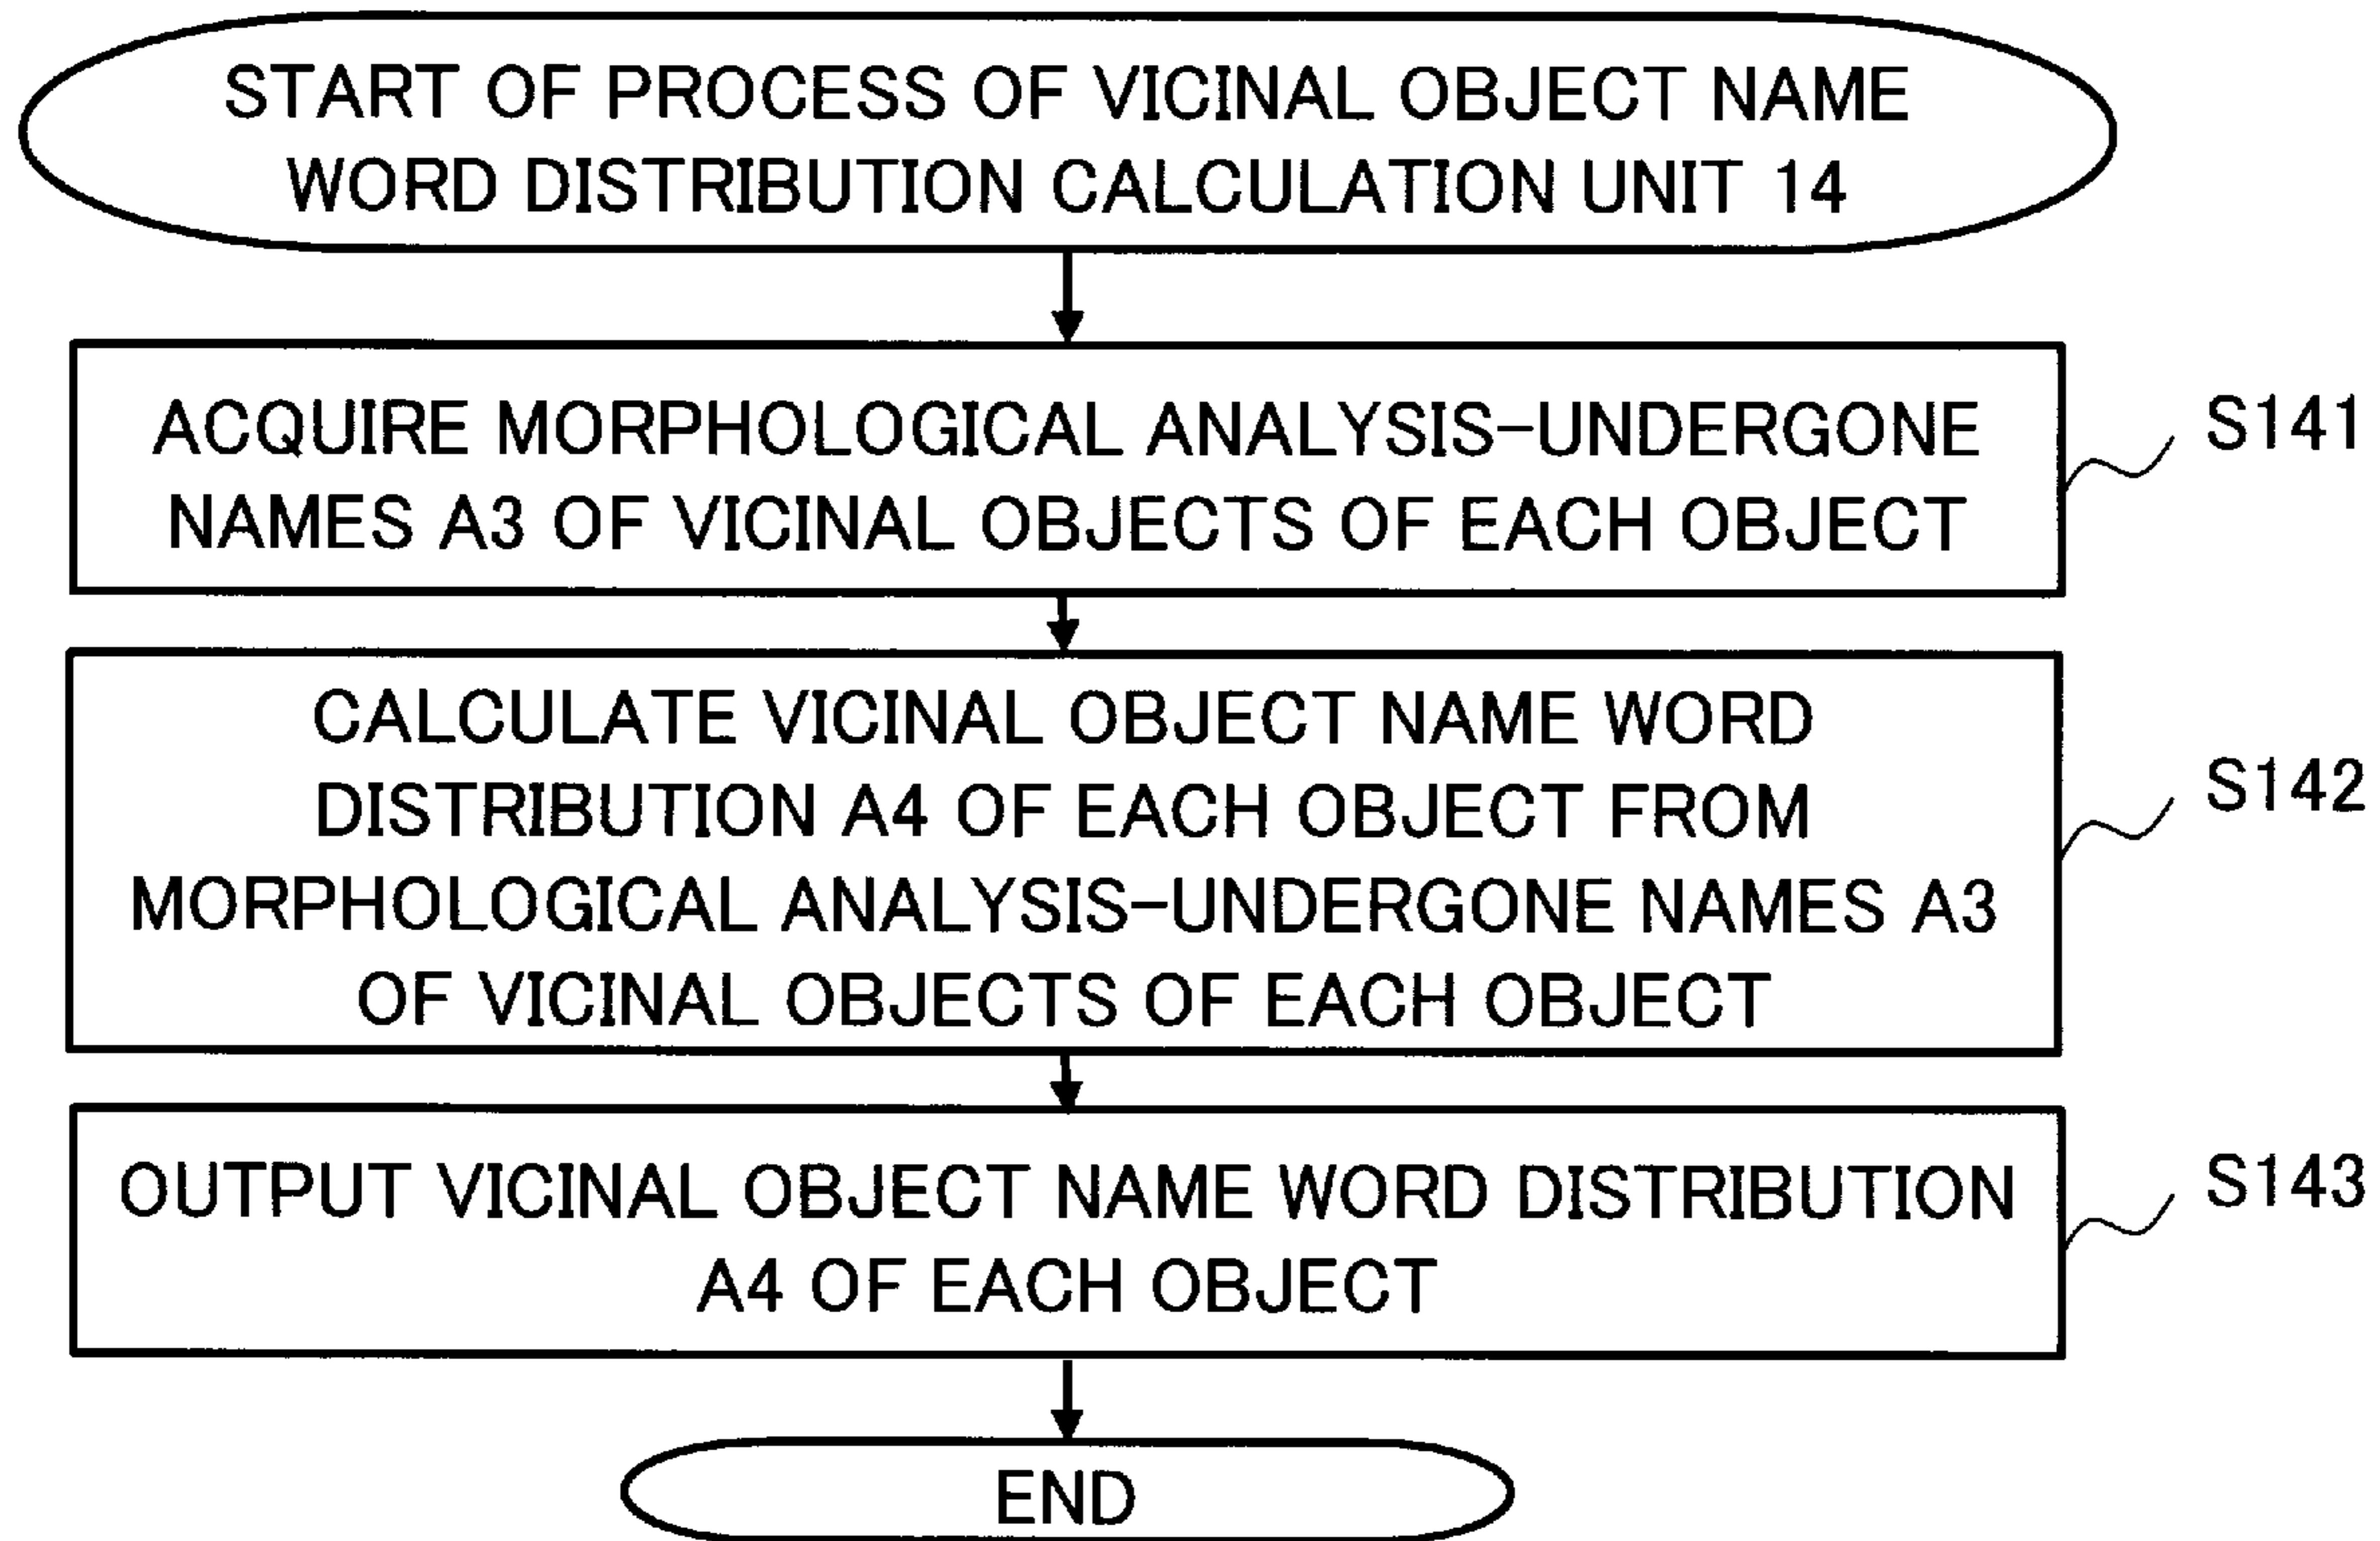 START OF PROCESS OF VICINAL OBJECT NAME
WORD DISTRIBUTION CALCULATION UNIT 14
ACQUIRE MORPHOLOGICAL ANALYSIS-UNDERGONE
NAMES A3 OF VICINAL OBJECTS OF EACH OBJECT
S141
CALCULATE VICINAL OBJECT NAME WORD
DISTRIBUTION A4 OF EACH OBJECT FROM
MORPHOLOGICAL ANALYSIS-UNDERGONE NAMES A3
OF VICINAL OBJECTS OF EACH OBJECT
S142
OUTPUT VICINAL OBJECT NAME WORD DISTRIBUTION
A4 OF EACH OBJECT
S143
END